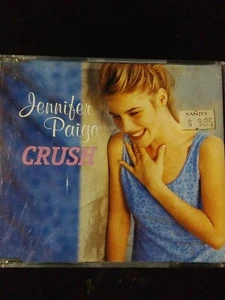 Jennifer
Paige
CRUSH
SANITY
$ 9.95